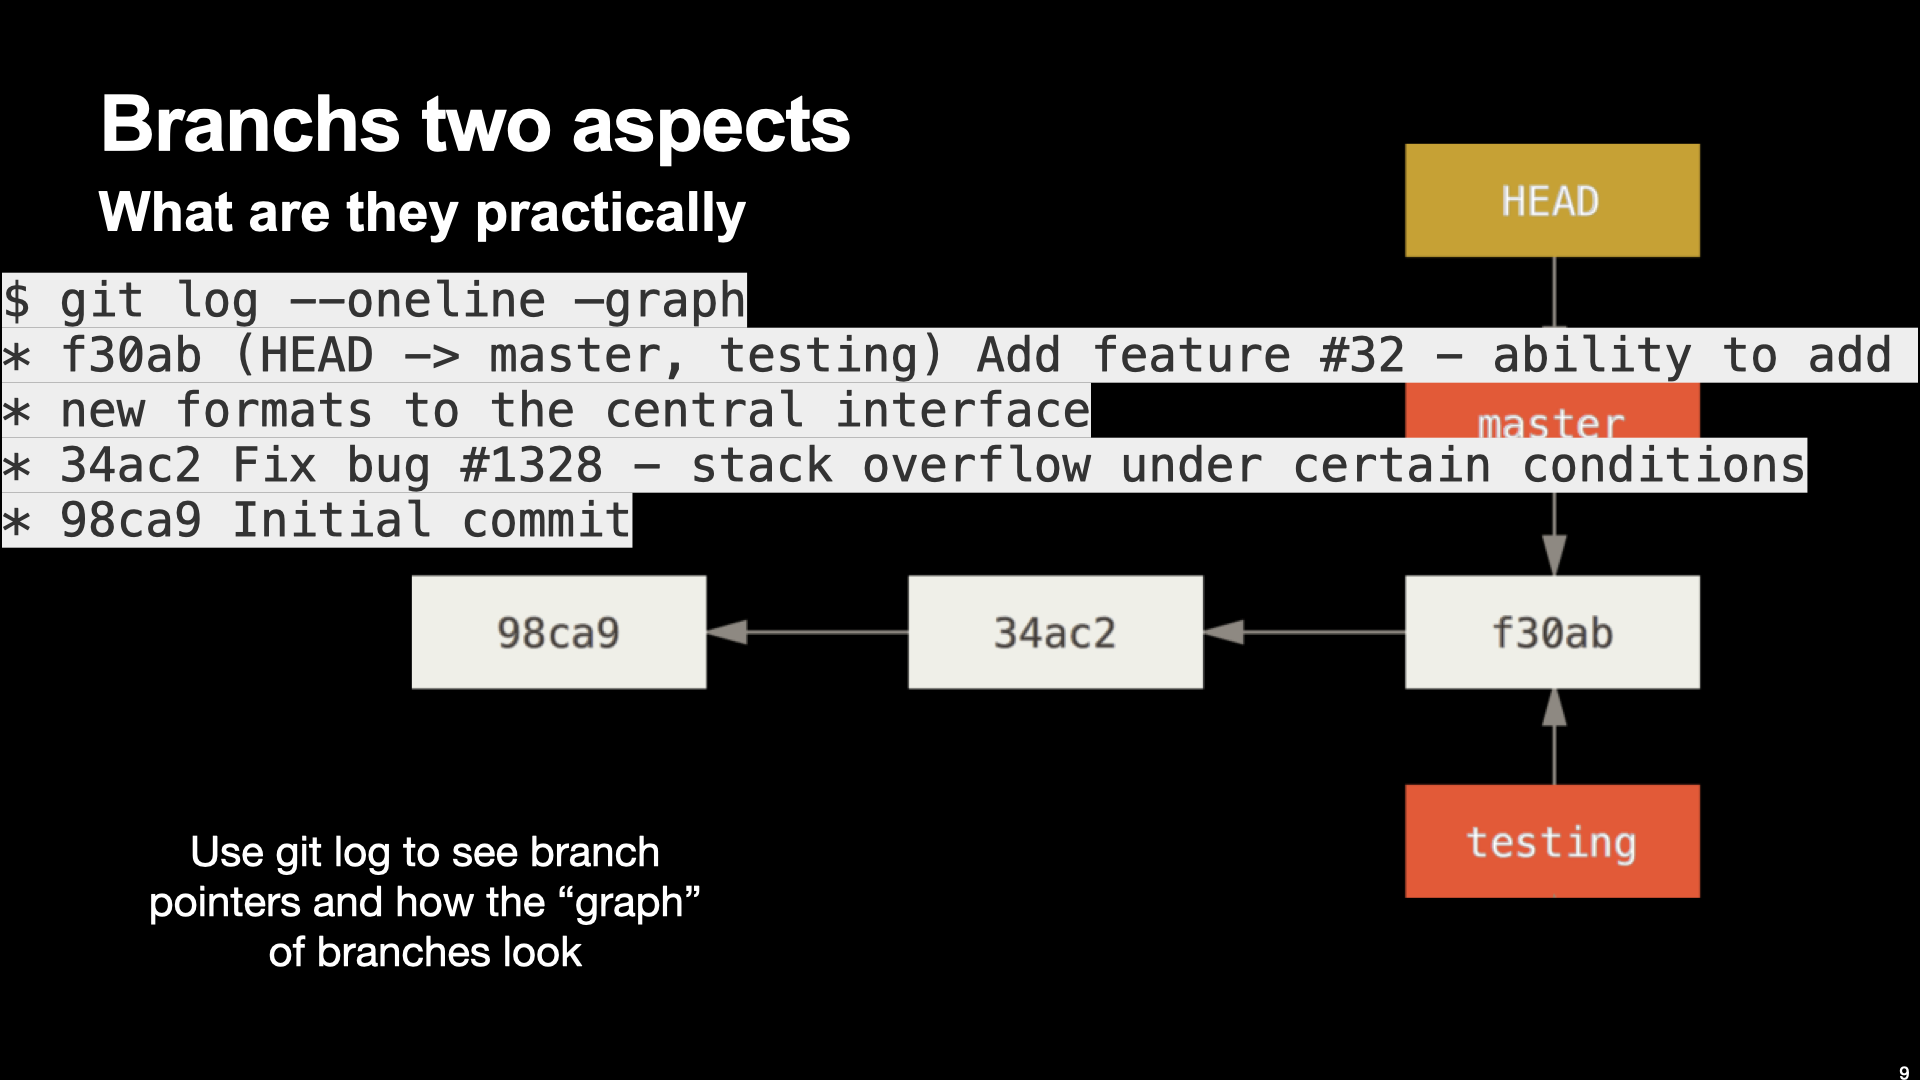 Branchs two aspects
What are they practically
HEAD
$ git log --oneline –graph
* f30ab (HEAD -> master, testing) Add feature #32 - ability to add
* new formats to the central interface
master
* 34ac2 Fix bug #1328 - stack overflow under certain conditions
* 98ca9 Initial commit
98ca9
34ac2
f30ab
testing
Use git log to see branch
pointers and how the “graph”
of branches look
9